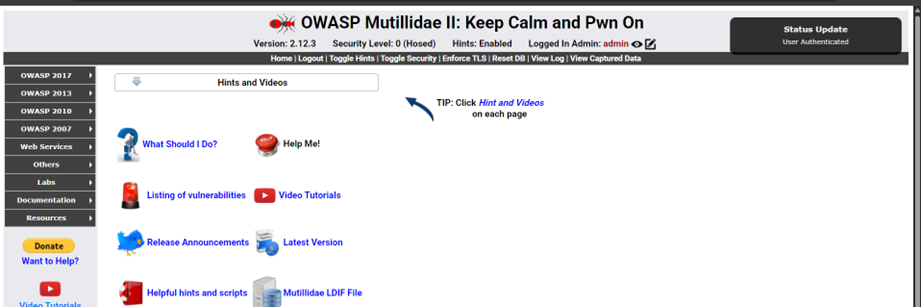 OWASP Mutillidae II: Keep Calm and Pwn On
Version: 2.12.3 Security Level: 0 (Hosed) Hints: Enabled Logged In Admin: admin
Status Update
User Authenticated
Home | Logout | Toggle Hints | Toggle Security | Enforce TLS | Reset DB | View Log | View Captured Data
OWASP 2017
OWASP 2013
OWASP 2010
OWASP 2007
Web Services
Others
Labs
Documentation
Resources
Donate
Want to Help?
Video Tutorials
Hints and Videos
TIP: Click Hint and Videos
on each page
What Should I Do?
Help Me!
Listing of vulnerabilities
Video Tutorials
Release Announcements
Latest Version
Helpful hints and scripts
Mutillidae LDIF File